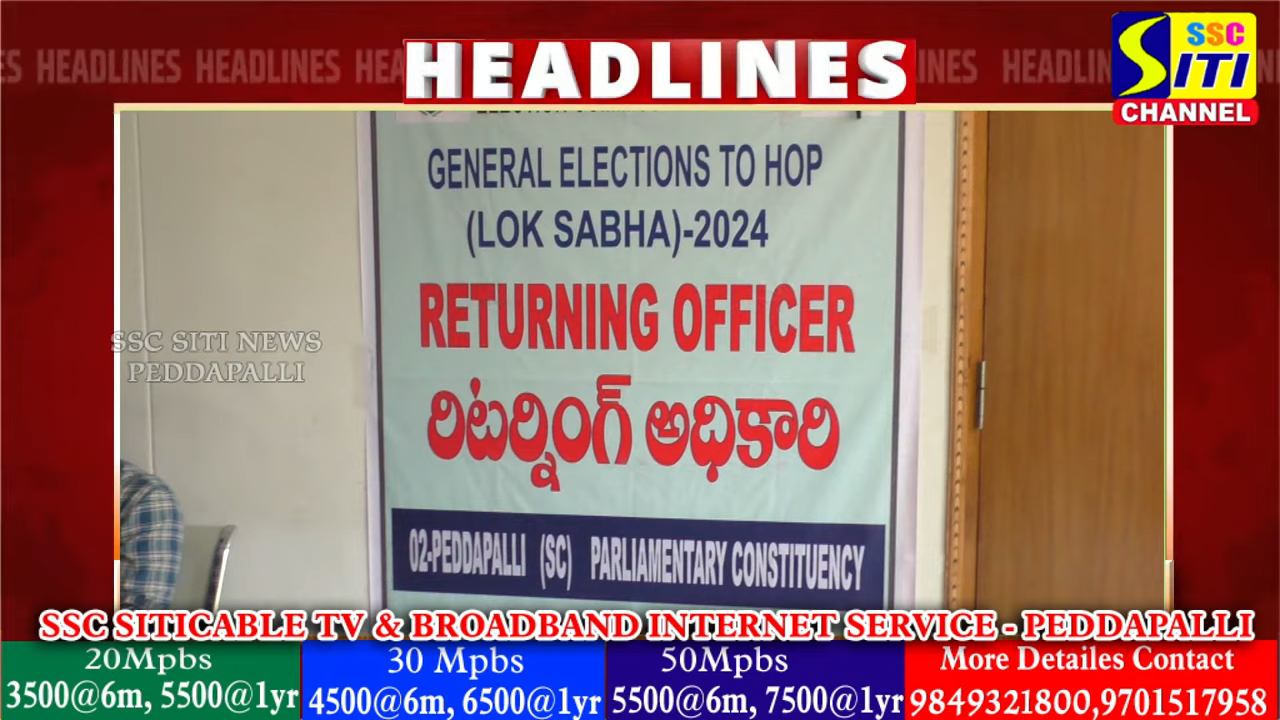 HEADLINES HEADLINES
HEADLINES
SSC
SITI
CHANNEL
GENERAL ELECTIONS TO HOP
(LOK SABHA)-2024
RETURNING OFFICER
రిటర్నింగ్ అధికారి
02-PEDDAPALLI (SC) PARLIAMENTARY CONSTITUENCY
SSC SITI NEWS
PEDDAPALLI
SSC SITICABLE TV & BROADBAND INTERNET SERVICE - PEDDAPALLI
20Mpbs
3500@6m, 5500@1yr
30 Mpbs
4500@6m, 6500@1yr
50Mpbs
5500@6m, 7500@1yr
More Detailes Contact
9849321800,9701517958